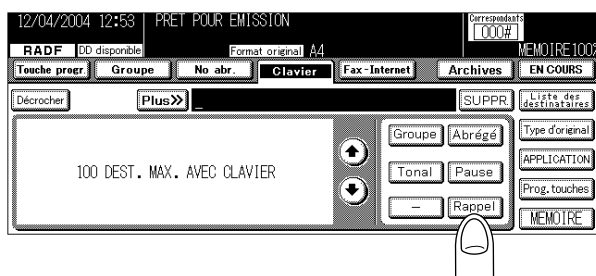 12/04/2004 12:53 PRET POUR EMISSION Correspondants 000#
RADF DD disponible Format original A4 MEMOIRE100%
Touche progr. Groupe No abr. Clavier Fax-Internet Archives EN COURS
Décrocher Plus>> _ SUPPR. Liste des destinataires
Groupe Abrégé Type d'original
100 DEST. MAX. AVEC CLAVIER Tonal Pause APPLICATION
Prog. touches
– Rappel MEMOIRE